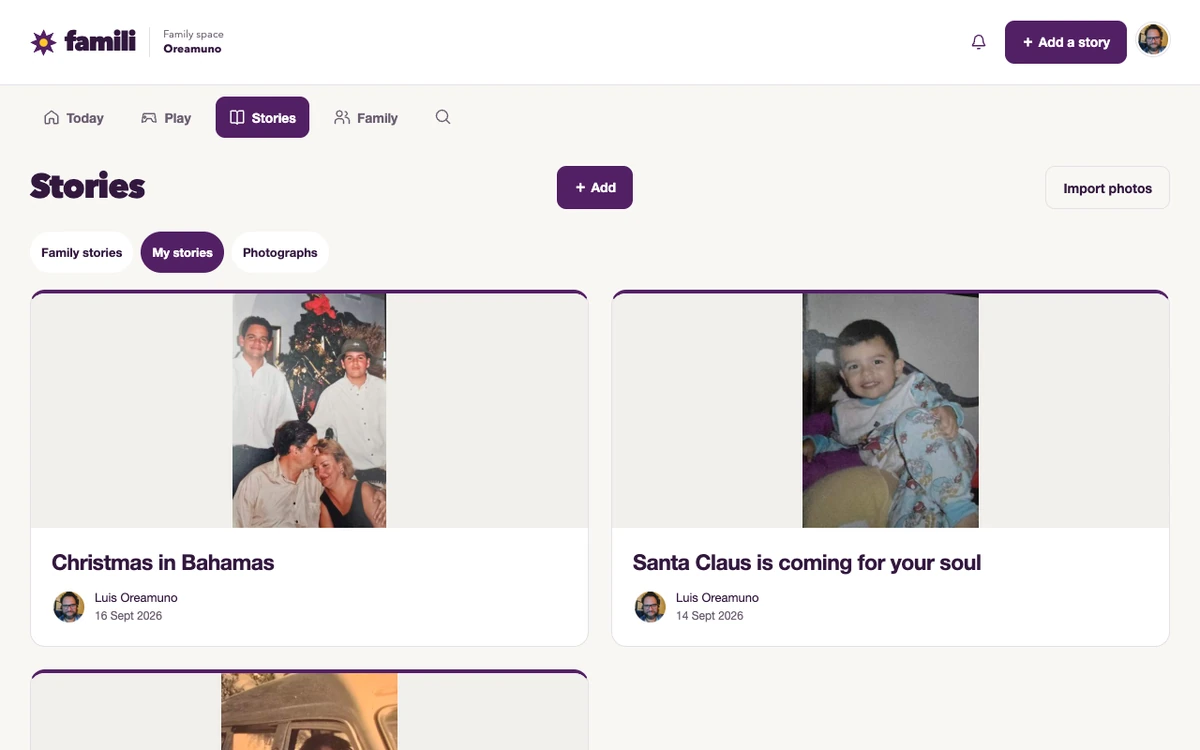 famili
Family space
Oreamuno
+ Add a story
Today
Play
Stories
Family
Stories
+ Add
Import photos
Family stories
My stories
Photographs
Christmas in Bahamas
Luis Oreamuno
16 Sept 2026
Santa Claus is coming for your soul
Luis Oreamuno
14 Sept 2026